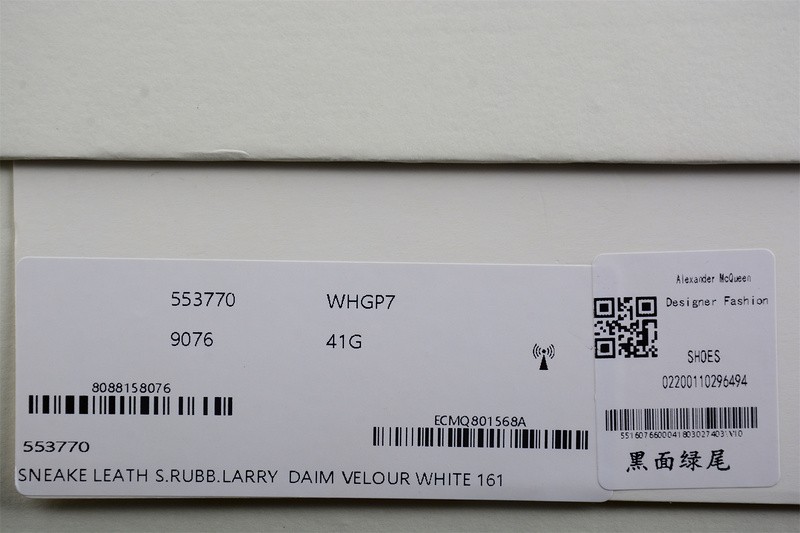 553770 WHGP7
9076 41G
8088158076
ECMQ801568A
553770
SNEAKE LEATH S.RUBB.LARRY DAIM VELOUR WHITE 161
Alexander McQueen
Designer Fashion
SHOES
02200110296494
黑面绿尾